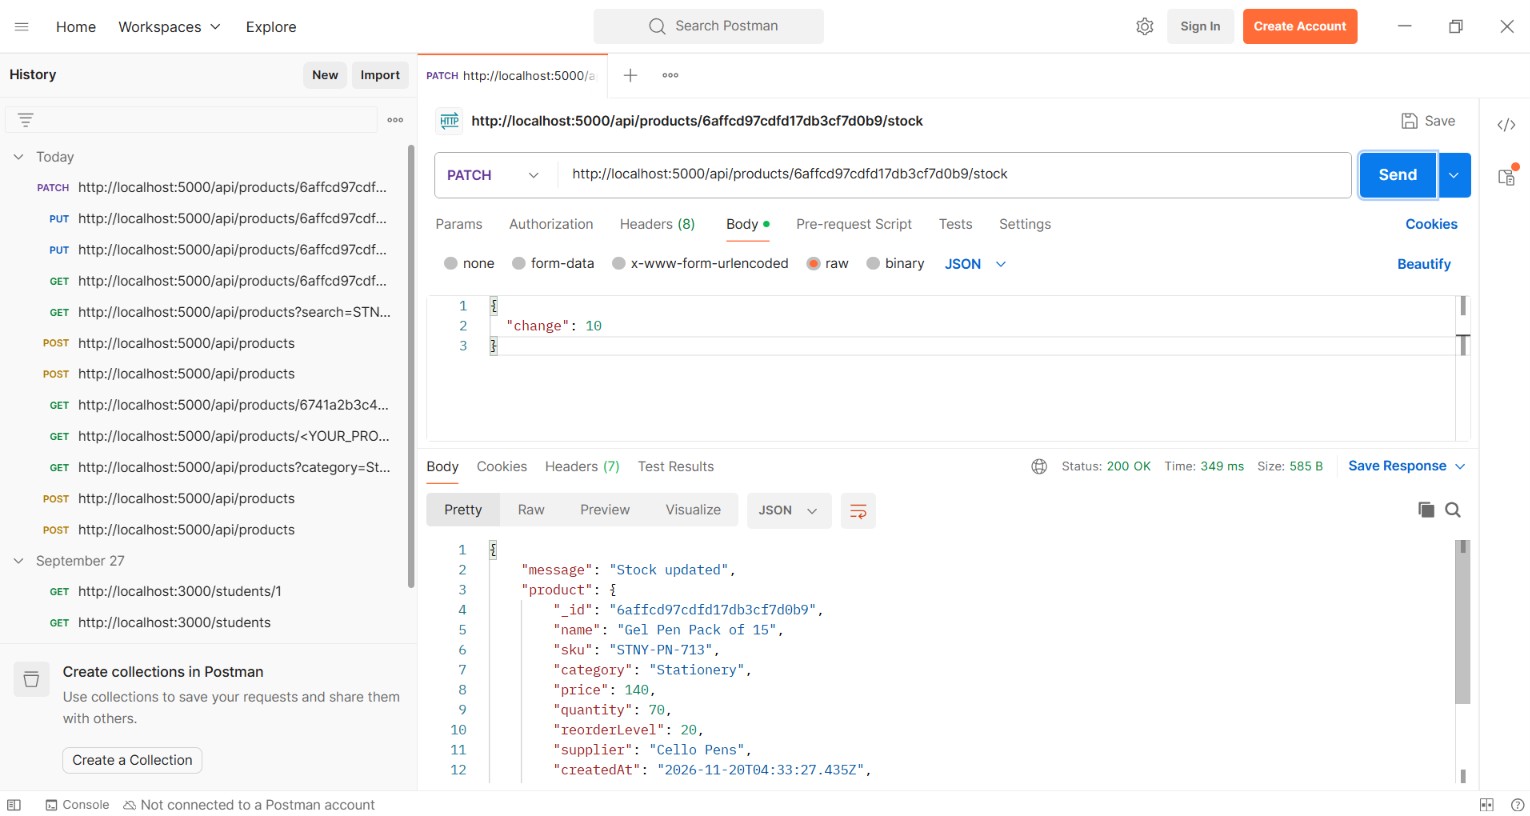 Home Workspaces Explore Search Postman Sign In Create Account
History New Import
PATCH http://localhost:5000/a
Today
PATCH http://localhost:5000/api/products/6affcd97cdf...
PUT http://localhost:5000/api/products/6affcd97cdf...
PUT http://localhost:5000/api/products/6affcd97cdf...
GET http://localhost:5000/api/products/6affcd97cdf...
GET http://localhost:5000/api/products?search=STN...
POST http://localhost:5000/api/products
POST http://localhost:5000/api/products
GET http://localhost:5000/api/products/6741a2b3c4...
GET http://localhost:5000/api/products/<YOUR_PRO...
GET http://localhost:5000/api/products?category=St...
POST http://localhost:5000/api/products
POST http://localhost:5000/api/products
September 27
GET http://localhost:3000/students/1
GET http://localhost:3000/students
Create collections in Postman
Use collections to save your requests and share them
with others.
Create a Collection
HTTP http://localhost:5000/api/products/6affcd97cdfd17db3cf7d0b9/stock Save
PATCH http://localhost:5000/api/products/6affcd97cdfd17db3cf7d0b9/stock Send
Params Authorization Headers (8) Body Pre-request Script Tests Settings Cookies
none form-data x-www-form-urlencoded raw binary JSON Beautify
1 {
2 "change": 10
3 }
Body Cookies Headers (7) Test Results Status: 200 OK Time: 349 ms Size: 585 B Save Response
Pretty Raw Preview Visualize JSON
1 {
2 "message": "Stock updated",
3 "product": {
4 "_id": "6affcd97cdfd17db3cf7d0b9",
5 "name": "Gel Pen Pack of 15",
6 "sku": "STNY-PN-713",
7 "category": "Stationery",
8 "price": 140,
9 "quantity": 70,
10 "reorderLevel": 20,
11 "supplier": "Cello Pens",
12 "createdAt": "2026-11-20T04:33:27.435Z",
Console Not connected to a Postman account